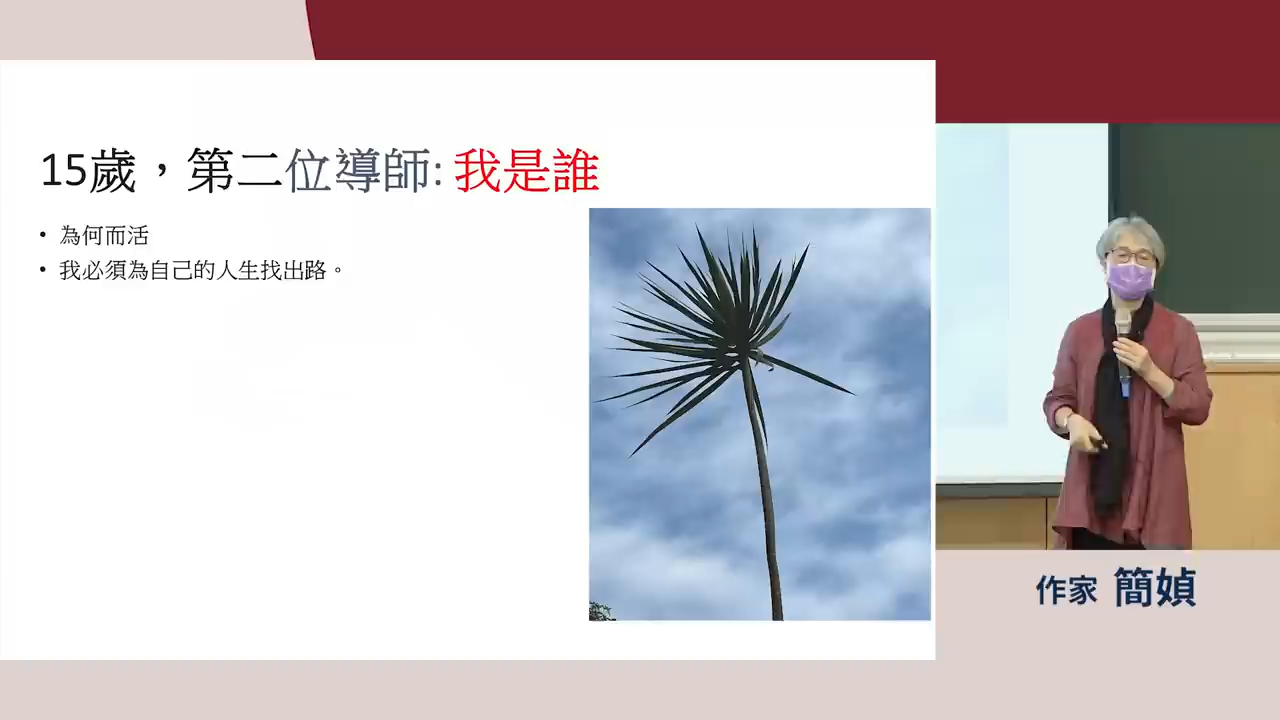 15歲，第二位導師: 我是誰
• 為何而活
• 我必須為自己的人生找出路。
作家 簡媜